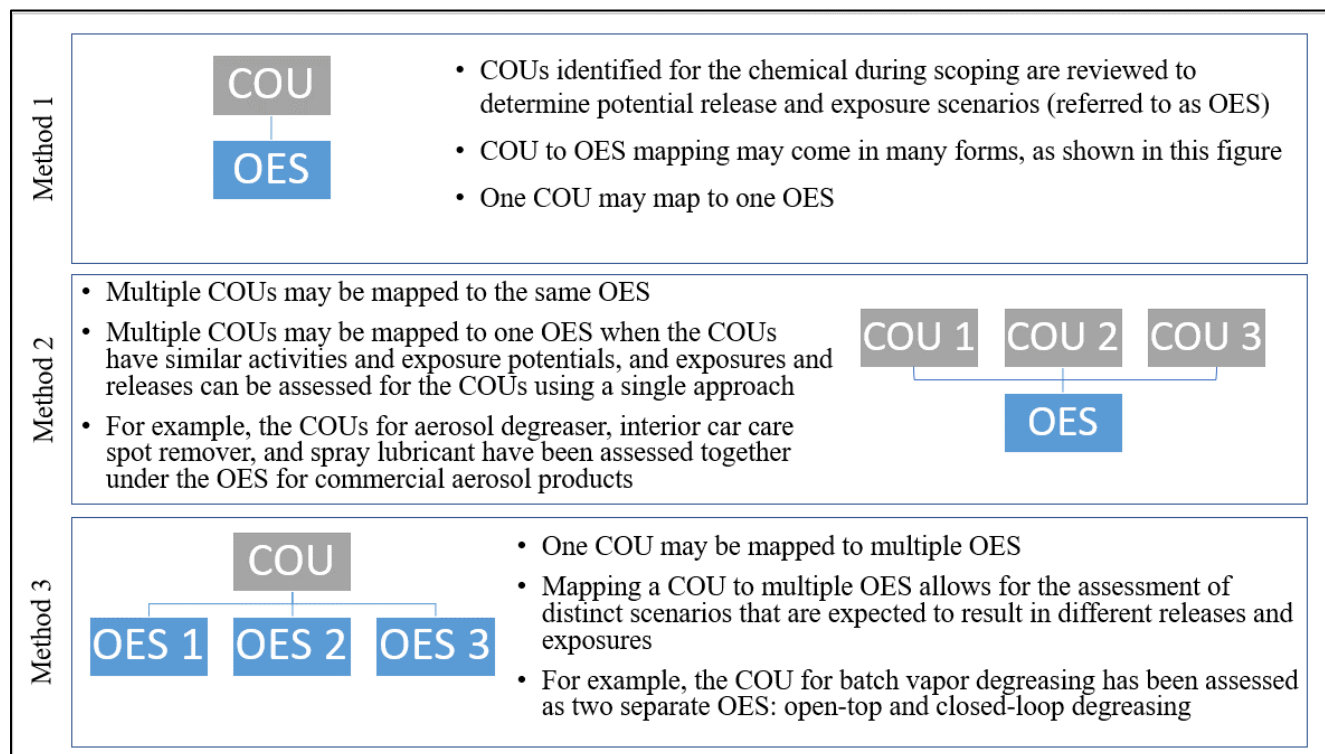 Method 1
COU
OES
• COUs identified for the chemical during scoping are reviewed to
determine potential release and exposure scenarios (referred to as OES)
• COU to OES mapping may come in many forms, as shown in this figure
• One COU may map to one OES
Method 2
• Multiple COUs may be mapped to the same OES
• Multiple COUs may be mapped to one OES when the COUs
have similar activities and exposure potentials, and exposures and
releases can be assessed for the COUs using a single approach
• For example, the COUs for aerosol degreaser, interior car care
spot remover, and spray lubricant have been assessed together
under the OES for commercial aerosol products
COU 1 COU 2 COU 3
OES
Method 3
COU
OES 1 OES 2 OES 3
• One COU may be mapped to multiple OES
• Mapping a COU to multiple OES allows for the assessment of
distinct scenarios that are expected to result in different releases and
exposures
• For example, the COU for batch vapor degreasing has been assessed
as two separate OES: open-top and closed-loop degreasing